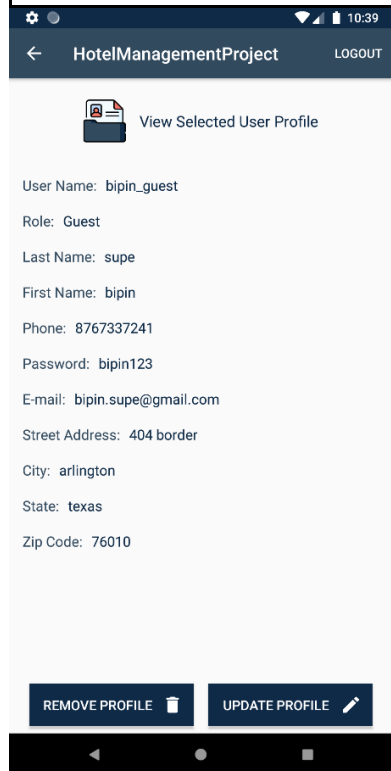 10:39
HotelManagementProject LOGOUT
View Selected User Profile
User Name: bipin_guest
Role: Guest
Last Name: supe
First Name: bipin
Phone: 8767337241
Password: bipin123
E-mail: bipin.supe@gmail.com
Street Address: 404 border
City: arlington
State: texas
Zip Code: 76010
REMOVE PROFILE UPDATE PROFILE